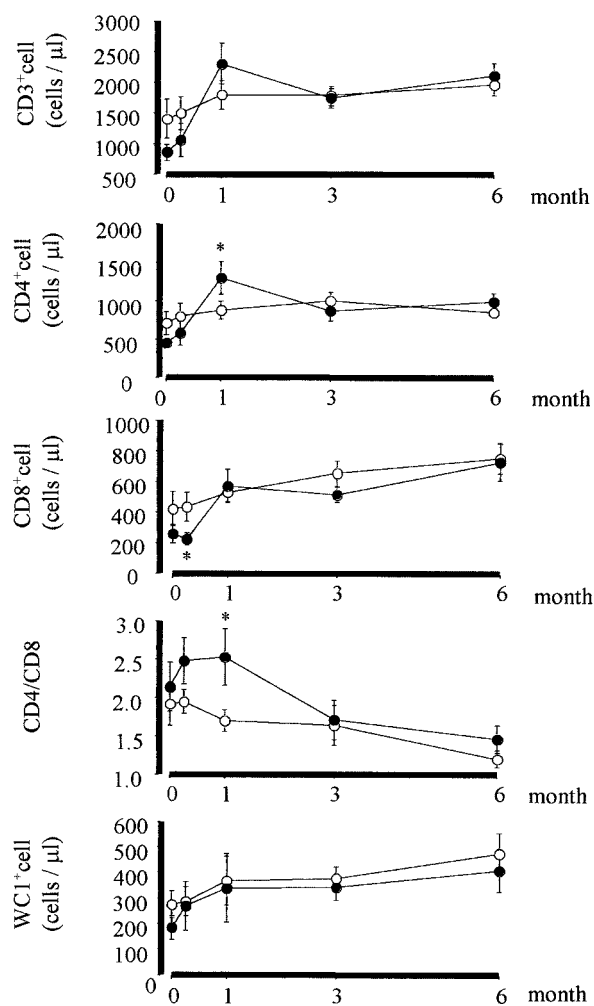 CD3⁺cell
(cells / µl)
3000
2500
2000
1500
1000
500
0 1 3 6 month
CD4⁺cell
(cells / µl)
2000
1500
1000
500
0
*
0 1 3 6 month
CD8⁺cell
(cells / µl)
1000
800
600
400
200
0
*
0 1 3 6 month
CD4/CD8
3.0
2.5
2.0
1.5
1.0
*
0 1 3 6 month
WC1⁺cell
(cells / µl)
600
500
400
300
200
100
0
0 1 3 6 month